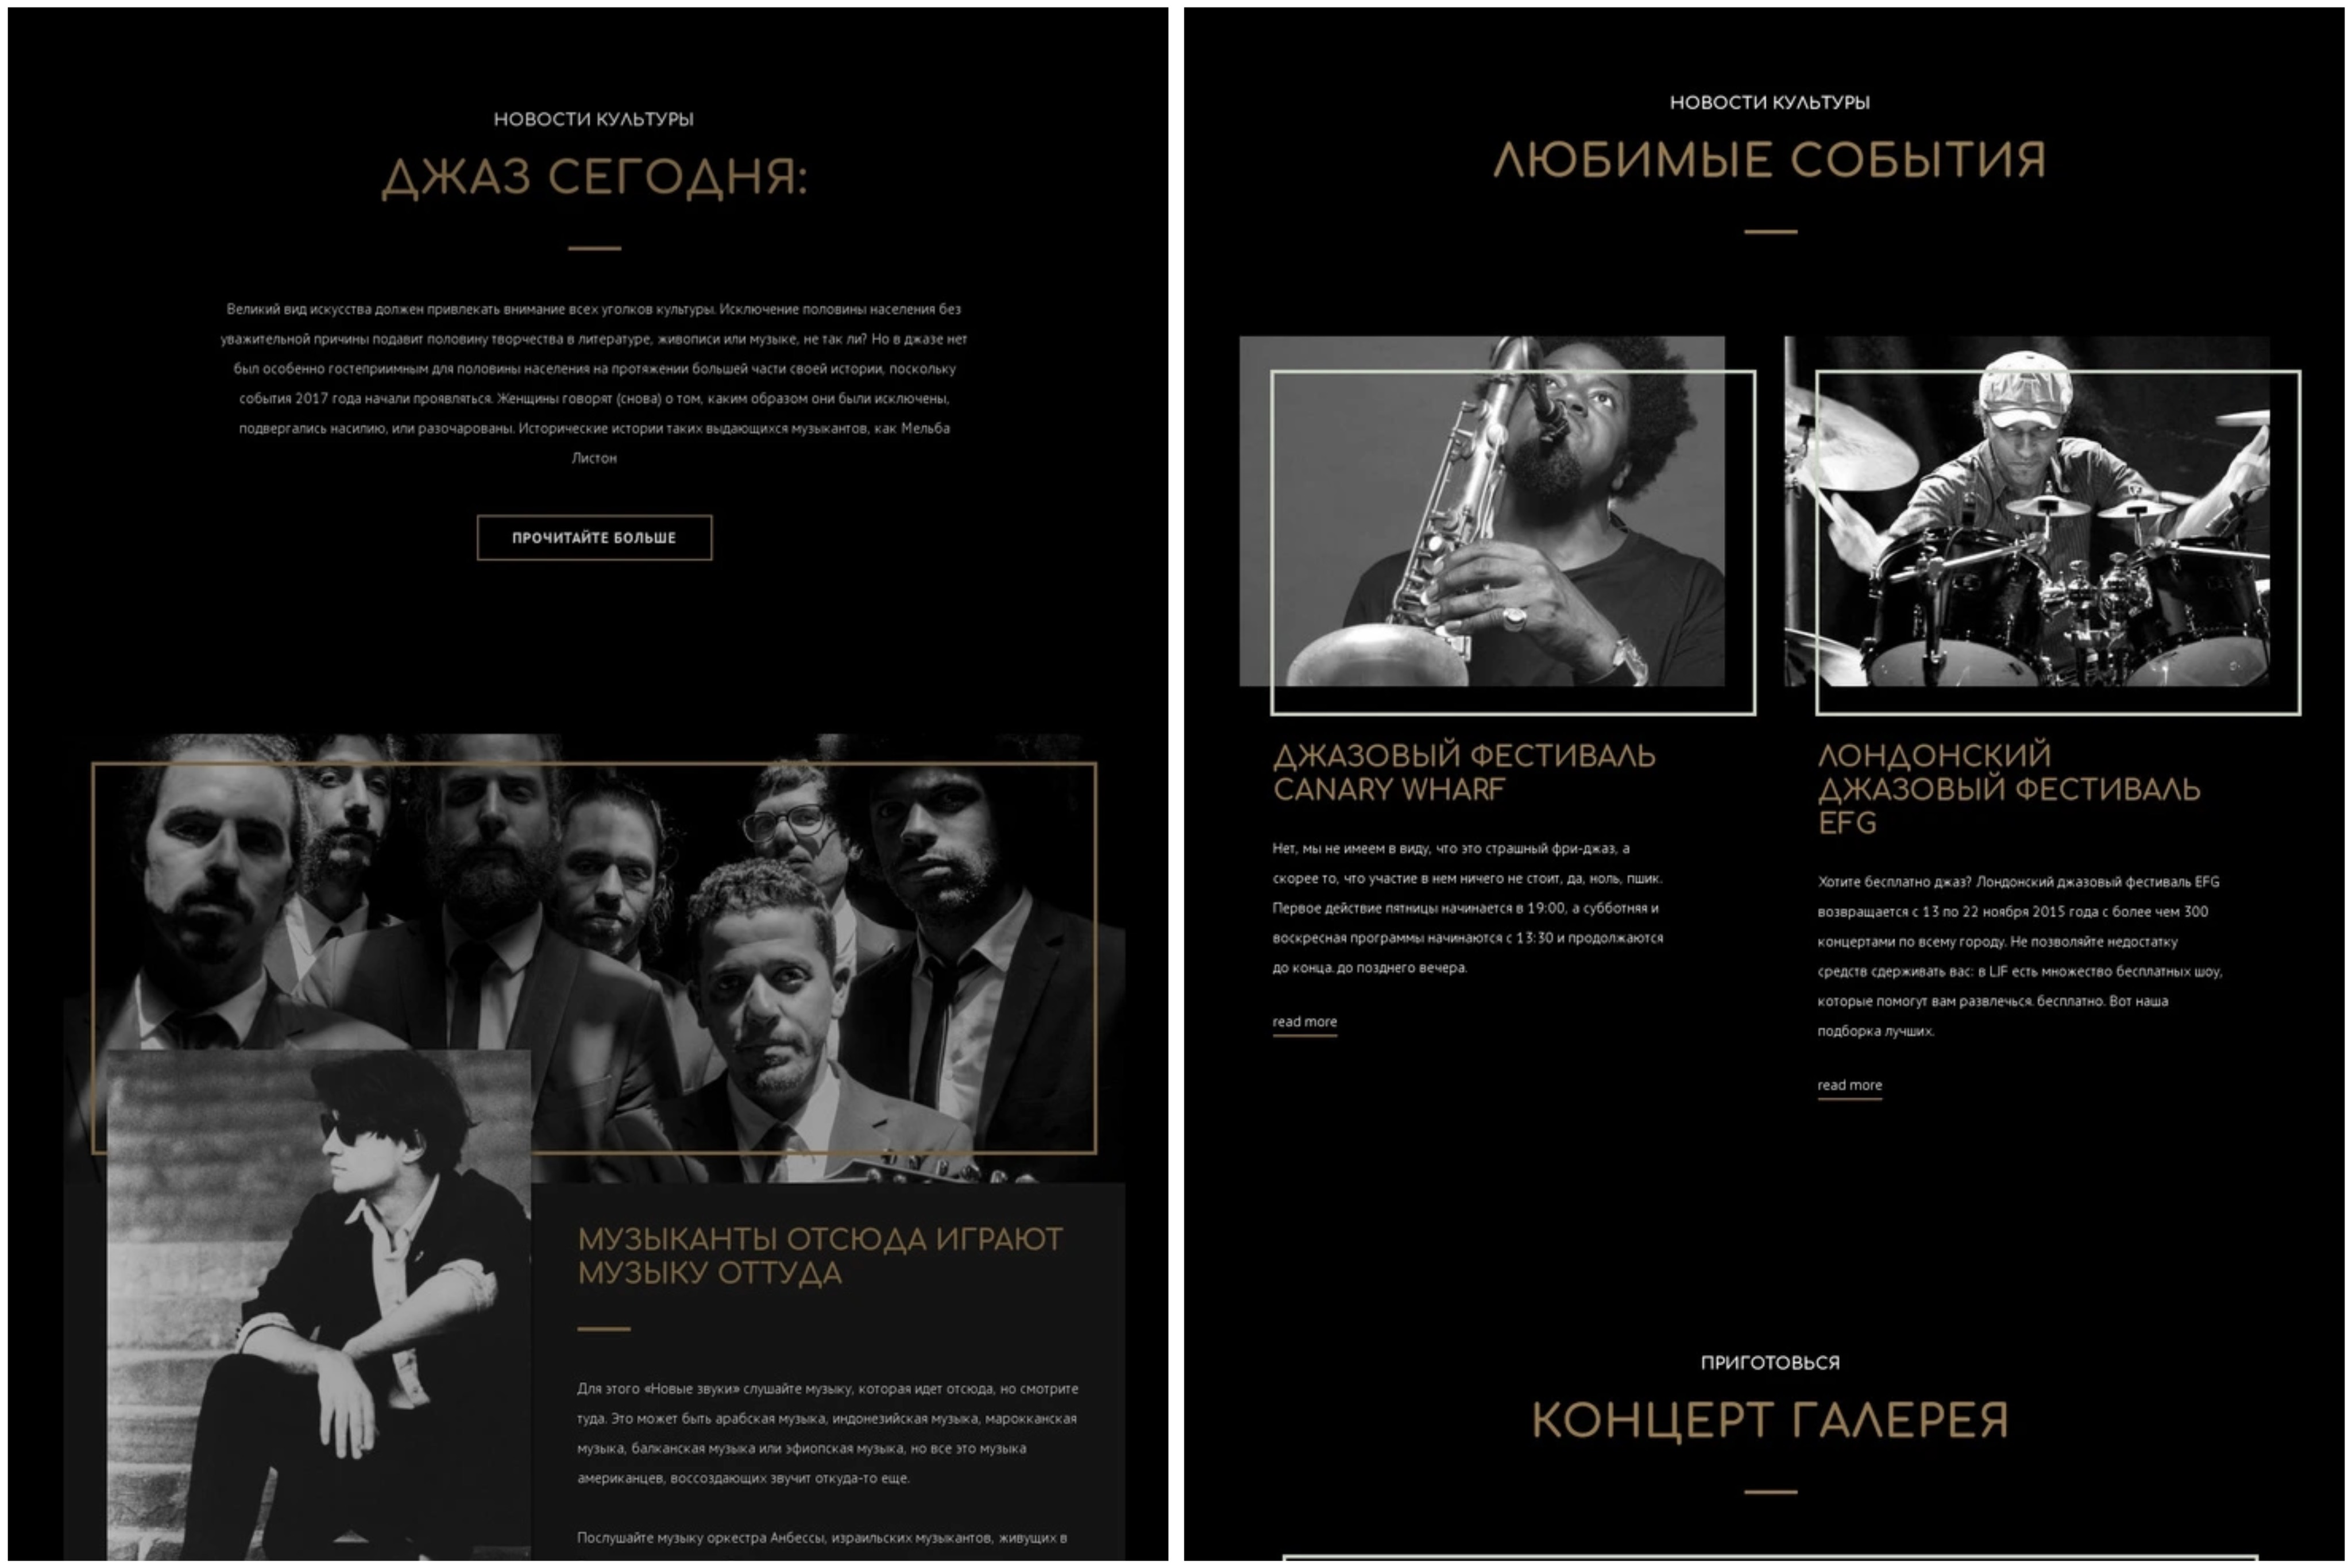 НОВОСТИ КУЛЬТУРЫ
ДЖАЗ СЕГОДНЯ:
Великий вид искусства должен привлекать внимание всех уголков культуры. Исключение половины населения без
уважительной причины подавит половину творчества в литературе, живописи или музыке, не так ли? Но в джазе нет
был особенно гостеприимным для половины населения на протяжении большей части своей истории, поскольку
события 2017 года начали проявляться. Женщины говорят (снова) о том, каким образом они были исключены,
подвергались насилию, или разочарованы. Исторические истории таких выдающихся музыкантов, как Мельба
Листон
ПРОЧИТАЙТЕ БОЛЬШЕ
МУЗЫКАНТЫ ОТСЮДА ИГРАЮТ
МУЗЫКУ ОТТУДА
Для этого «Новые звуки» слушайте музыку, которая идет отсюда, но смотрите
туда. Это может быть арабская музыка, индонезийская музыка, марокканская
музыка, балканская музыка или эфиопская музыка, но все это музыка
американцев, воссоздающих звучит откуда-то еще.
Послушайте музыку оркестра Анбессы, израильских музыкантов, живущих в
НОВОСТИ КУЛЬТУРЫ
ЛЮБИМЫЕ СОБЫТИЯ
ДЖАЗОВЫЙ ФЕСТИВАЛЬ
CANARY WHARF
Нет, мы не имеем в виду, что это страшный фри-джаз, а
скорее то, что участие в нем ничего не стоит, да, ноль, пшик.
Первое действие пятницы начинается в 19:00, а субботняя и
воскресная программы начинаются с 13:30 и продолжаются
до конца. до позднего вечера.
read more
ЛОНДОНСКИЙ
ДЖАЗОВЫЙ ФЕСТИВАЛЬ
EFG
Хотите бесплатно джаз? Лондонский джазовый фестиваль EFG
возвращается с 13 по 22 ноября 2015 года с более чем 300
концертами по всему городу. Не позволяйте недостатку
средств сдерживать вас: в LJF есть множество бесплатных шоу,
которые помогут вам развлечься. бесплатно. Вот наша
подборка лучших.
read more
ПРИГОТОВЬСЯ
КОНЦЕРТ ГАЛЕРЕЯ